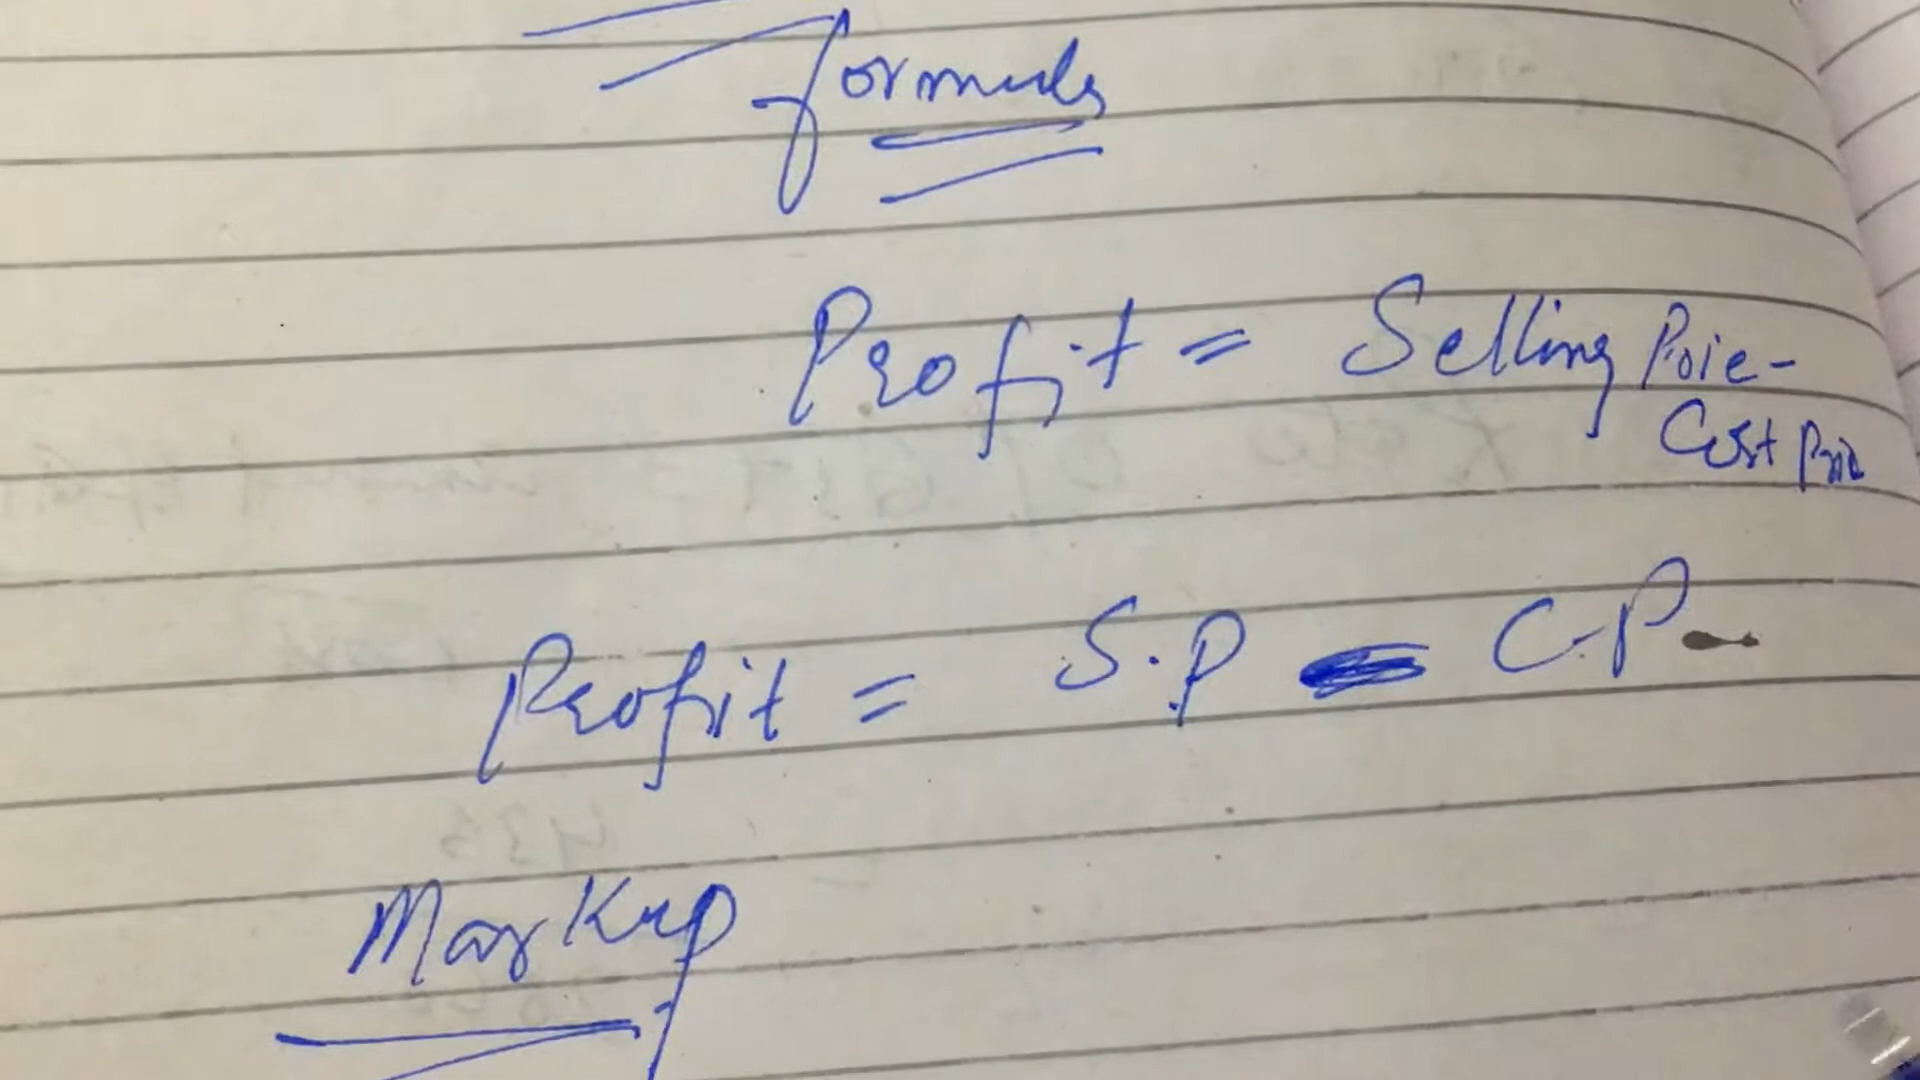 Formula
Profit = Selling Price -
Cost Price
Profit = S.P - C.P
Markup